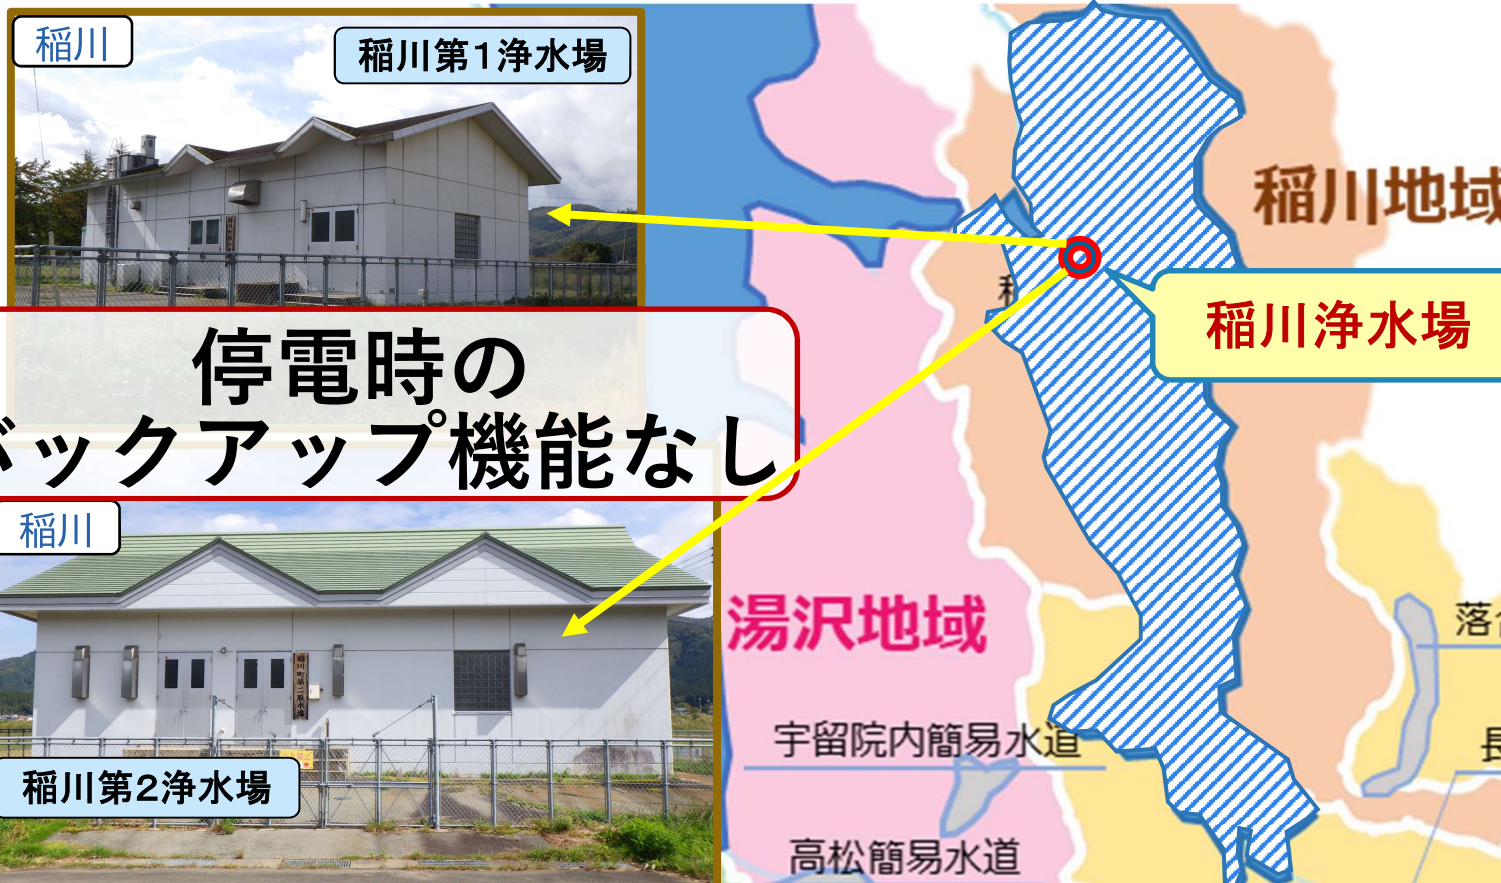 稲川
稲川第1浄水場
稲川地域
稲川浄水場
停電時の
バックアップ機能なし
稲川
湯沢地域
宇留院内簡易水道
稲川第2浄水場
高松簡易水道